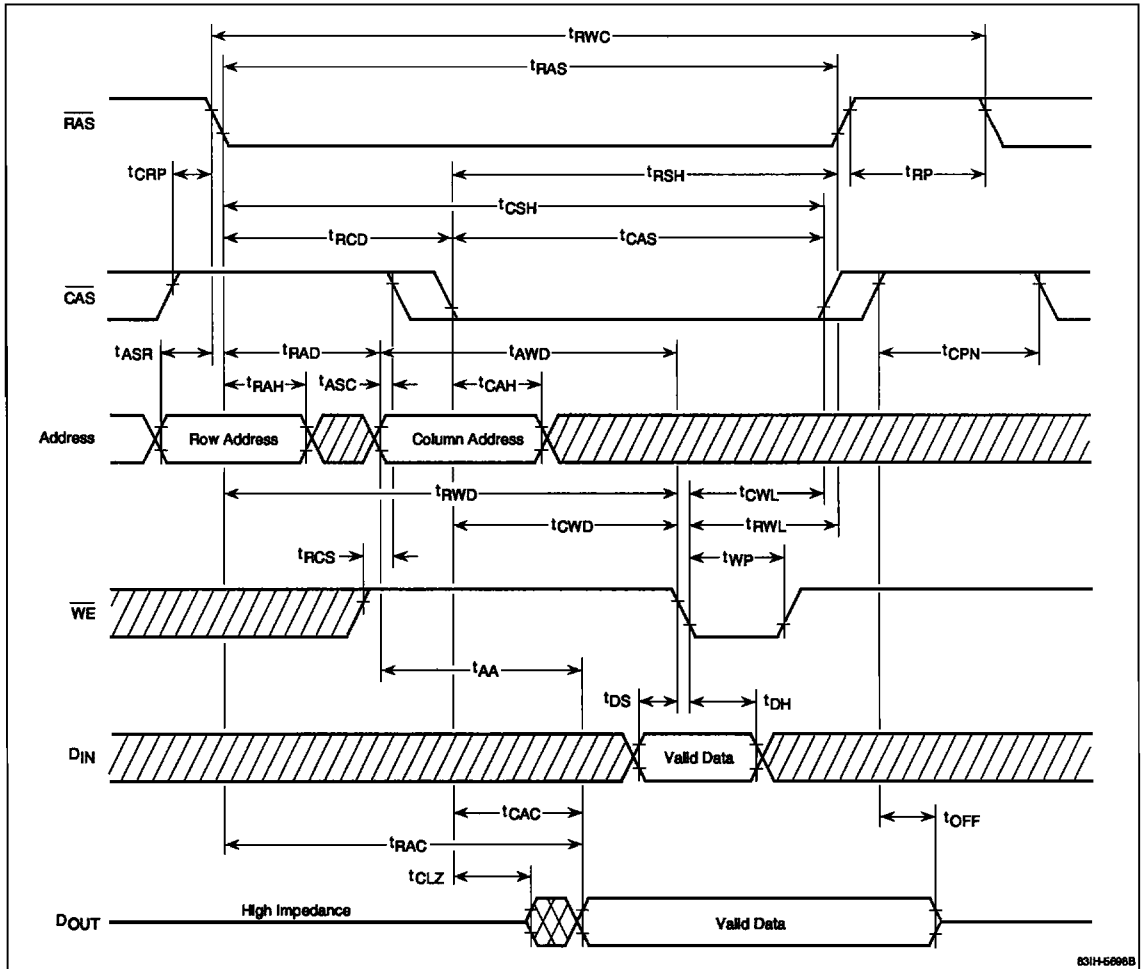 tRWC
tRAS
RAS
tCRP
tRSH
tRP
tCSH
tRCD
tCAS
CAS
tASR
tRAD
tAWD
tCPN
tRAH
tASC
tCAH
Address
Row Address
Column Address
tRWD
tCWL
tCWD
tRWL
tRCS
tWP
WE
tAA
tDS
tDH
DIN
Valid Data
tCAC
tOFF
tRAC
tCLZ
High Impedance
DOUT
Valid Data
83IH-5698B